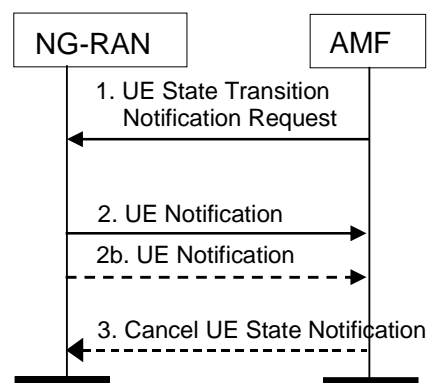 NG-RAN
AMF
1. UE State Transition
Notification Request
2. UE Notification
2b. UE Notification
3. Cancel UE State Notification